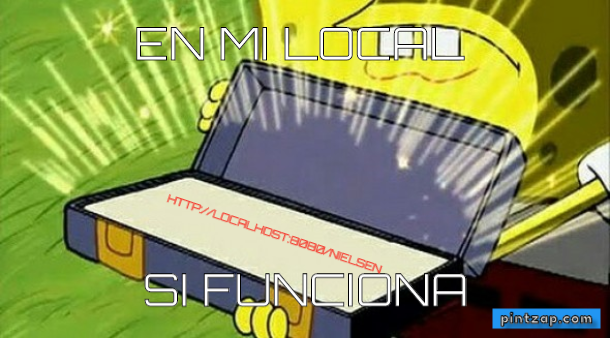 EN MI LOCAL
HTTP://LOCALHOST:8080/NIELSEN
SI FUNCIONA
pintzap.com